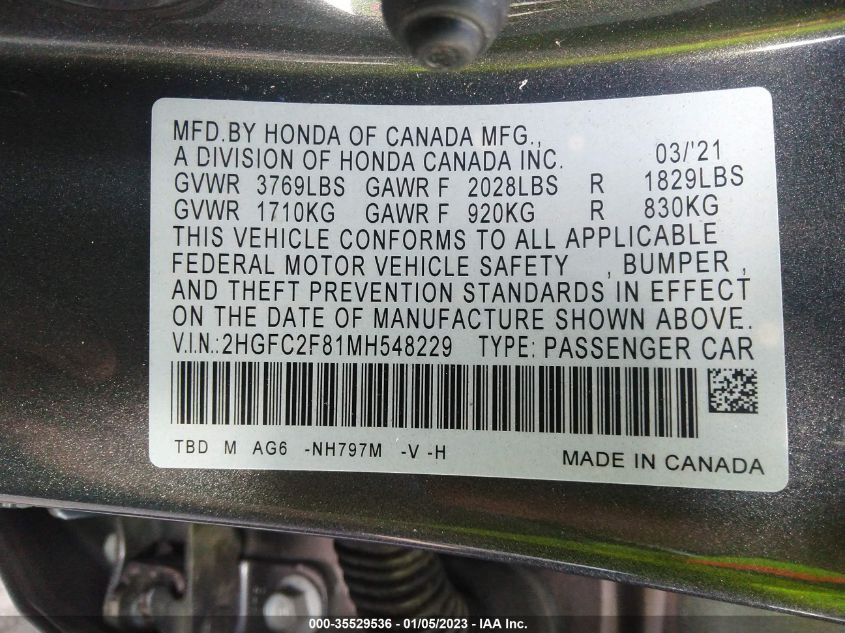 MFD.BY HONDA OF CANADA MFG.,
A DIVISION OF HONDA CANADA INC. 03/'21
GVWR 3769LBS GAWR F 2028LBS R 1829LBS
GVWR 1710KG GAWR F 920KG R 830KG
THIS VEHICLE CONFORMS TO ALL APPLICABLE
FEDERAL MOTOR VEHICLE SAFETY , BUMPER ,
AND THEFT PREVENTION STANDARDS IN EFFECT
ON THE DATE OF MANUFACTURE SHOWN ABOVE.
V.I.N.:2HGFC2F81MH548229 TYPE: PASSENGER CAR
TBD M AG6 -NH797M -V -H MADE IN CANADA
000-35529536 - 01/05/2023 - © IAA Inc.